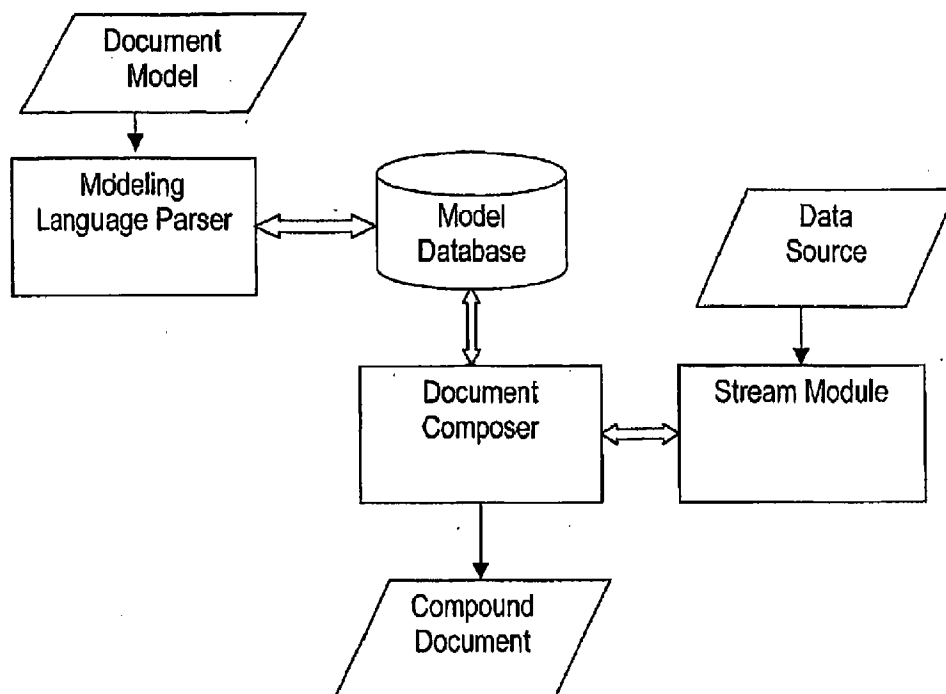 Document
Model
Modeling
Language Parser
Model
Database
Data
Source
Document
Composer
Stream Module
Compound
Document